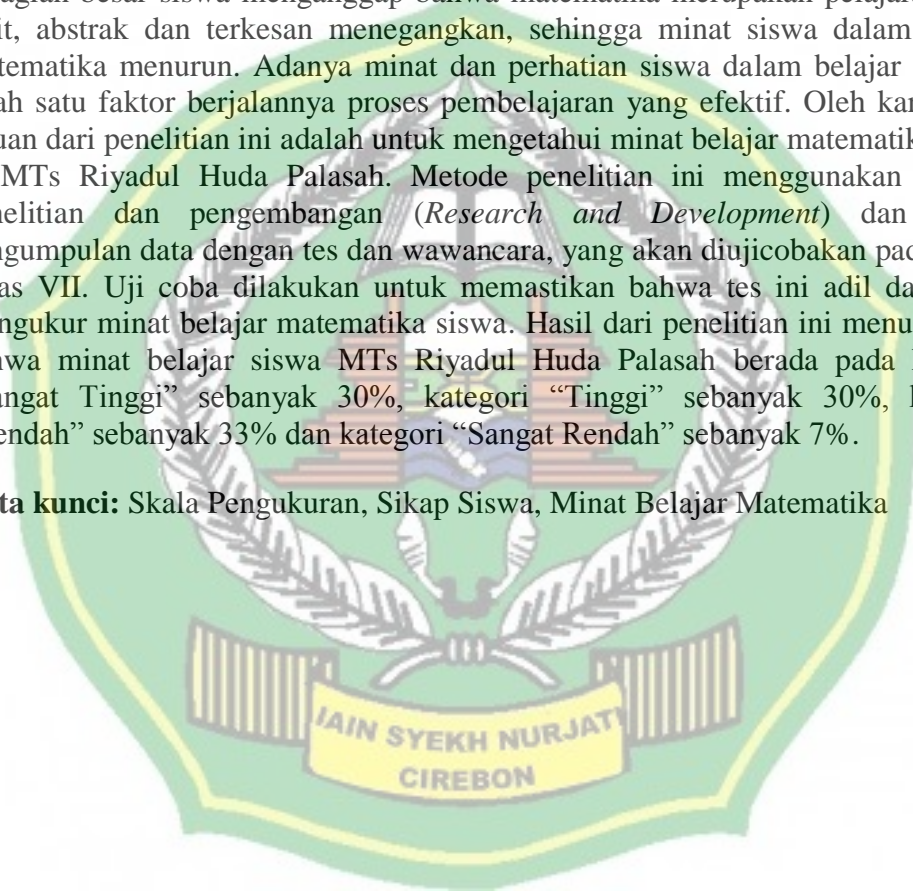 besar siswa menganggap bahwa matematika merupakan pelajar
it, abstrak dan terkesan menegangkan, sehingga minat siswa dalam
tematika menurun. Adanya minat dan perhatian siswa dalam belajar
ah satu faktor berjalannya proses pembelajaran yang efektif. Oleh kar
uan dari penelitian ini adalah untuk mengetahui minat belajar matematik
MTs Riyadul Huda Palasah. Metode penelitian ini menggunakan
nelitian dan pengembangan (Research and Development) dan
ngumpulan data dengan tes dan wawancara, yang akan diujicobakan pad
as VII. Uji coba dilakukan untuk memastikan bahwa tes ini adil da
engukur minat belajar matematika siswa. Hasil dari penelitian ini menu
hwa minat belajar siswa MTs Riyadul Huda Palasah berada pada
angat Tinggi” sebanyak 30%, kategori “Tinggi” sebanyak 30%,
endah” sebanyak 33% dan kategori “Sangat Rendah” sebanyak 7%.
ta kunci: Skala Pengukuran, Sikap Siswa, Minat Belajar Matematika
IAIN SYEKH NURJATI
CIREBON